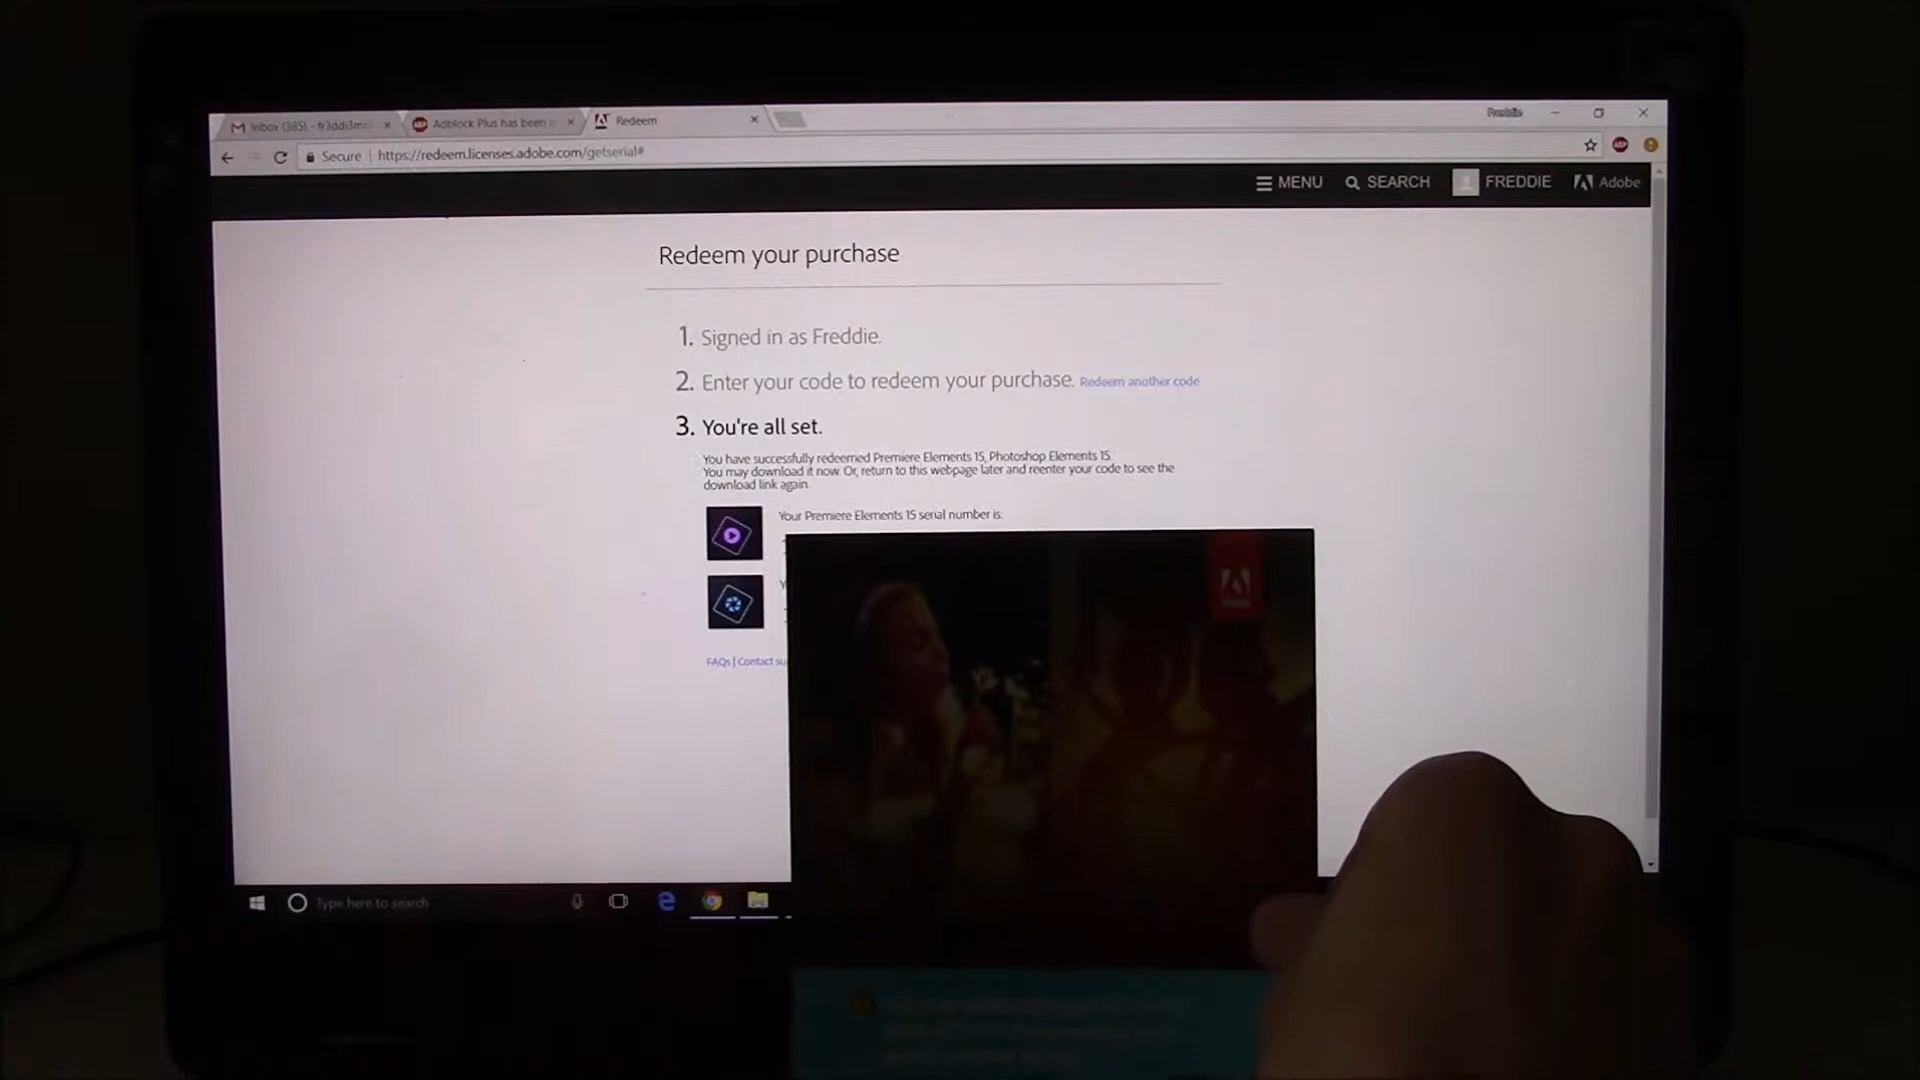 Inbox (385) - fr3ddi3mr
Adblock Plus has been
Redeem
Freddie
Secure
https://redeem.licenses.adobe.com/getserial#
MENU
SEARCH
FREDDIE
Adobe
Redeem your purchase
1. Signed in as Freddie.
2. Enter your code to redeem your purchase. Redeem another code
3. You're all set.
You have successfully redeemed Premiere Elements 15, Photoshop Elements 15.
You may download it now. Or, return to this webpage later and reenter your code to see the
download link again.
Your Premiere Elements 15 serial number is:
FAQs | Contact su
Type here to search